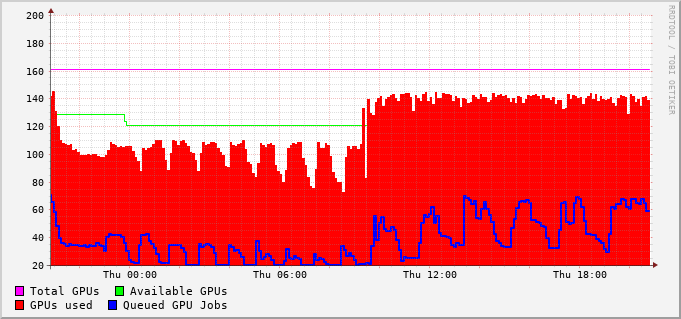 RRDTOOL / TOBI OETIKER
200
180
160
140
120
100
80
60
40
20
Thu 00:00 Thu 06:00 Thu 12:00 Thu 18:00
Total GPUs Available GPUs
GPUs used Queued GPU Jobs